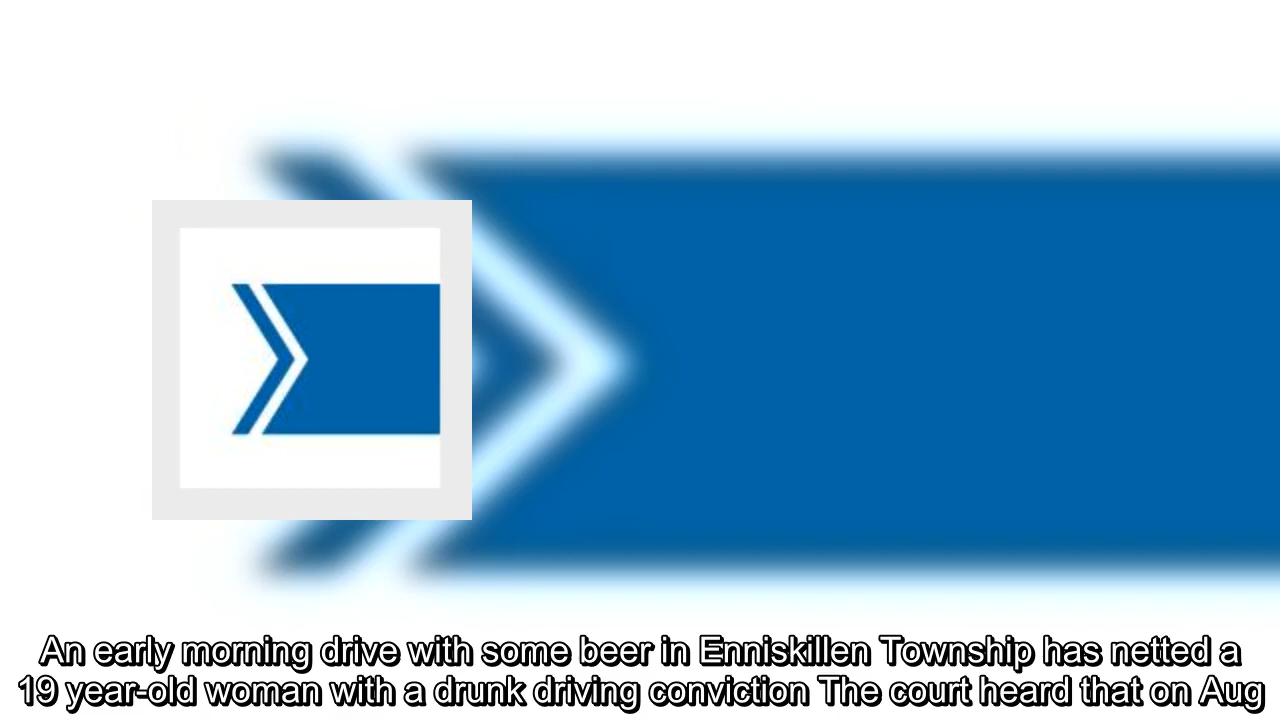 An early morning drive with some beer in Enniskillen Township has netted a
19 year-old woman with a drunk driving conviction The court heard that on Aug